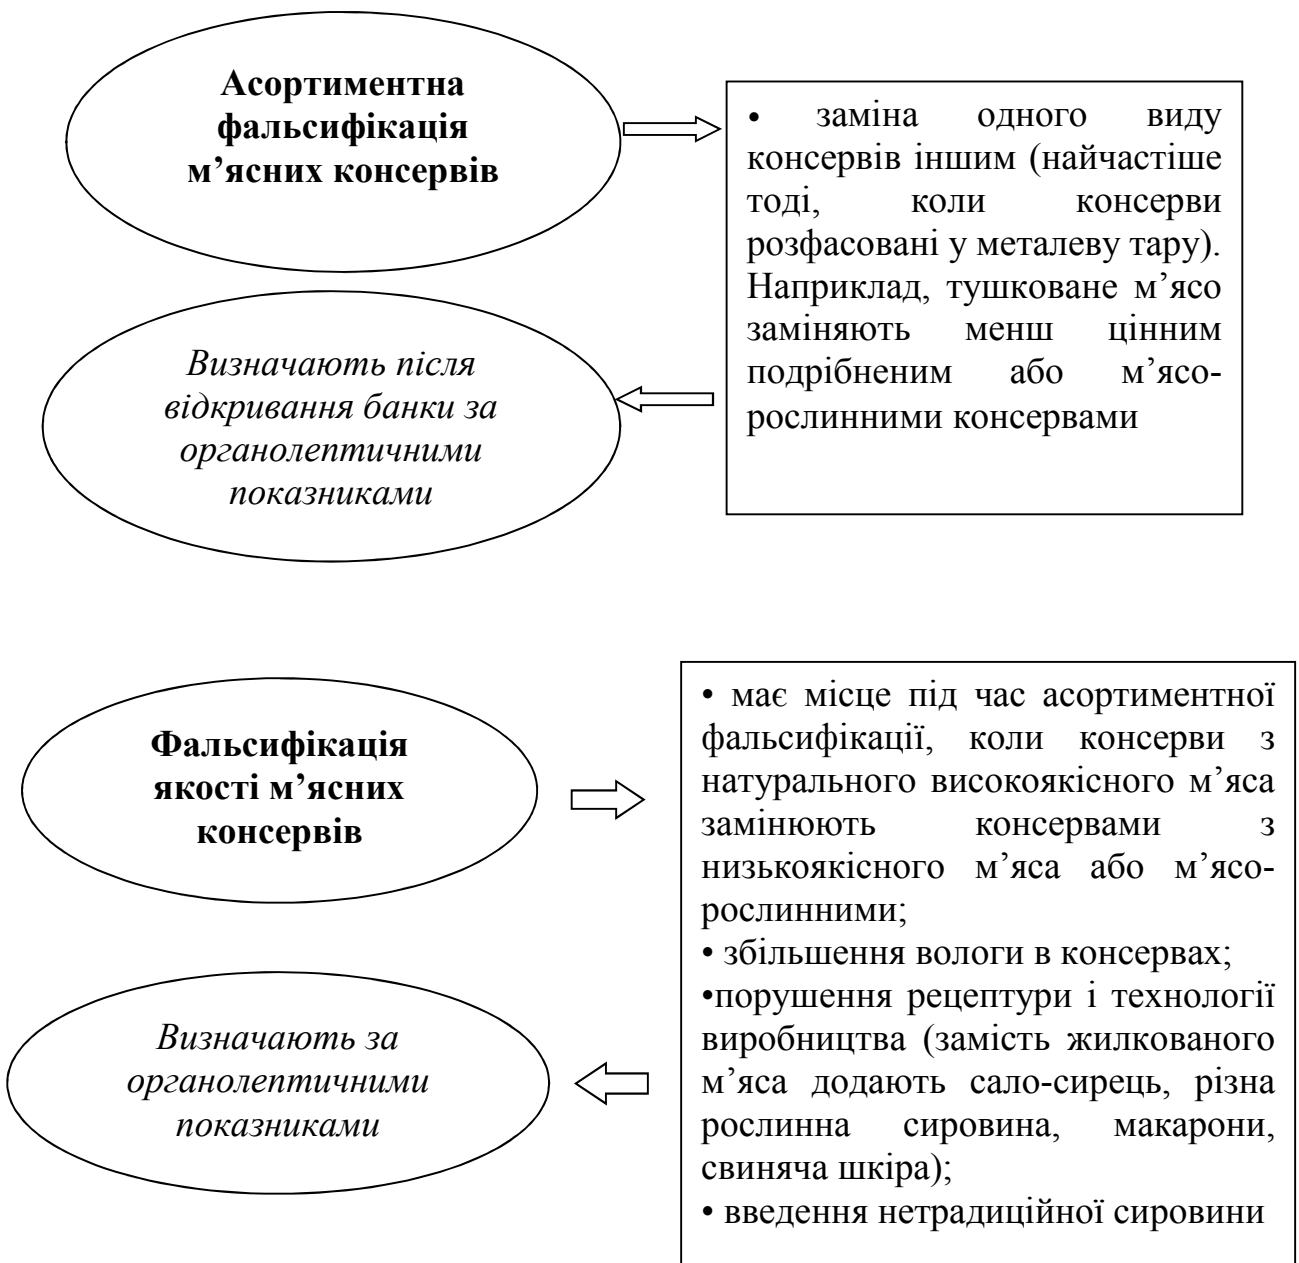 Асортиментна
фальсифікація
м’ясних консервів
• заміна одного виду
консервів іншим (найчастіше
тоді, коли консерви
розфасовані у металеву тару).
Наприклад, тушковане м’ясо
заміняють менш цінним
подрібненим або м’ясо-
рослинними консервами
Визначають після
відкривання банки за
органолептичними
показниками
Фальсифікація
якості м’ясних
консервів
• має місце під час асортиментної
фальсифікації, коли консерви з
натурального високоякісного м’яса
замінюють консервами з
низькоякісного м’яса або м’ясо-
рослинними;
• збільшення вологи в консервах;
•порушення рецептури і технології
виробництва (замість жилкованого
м’яса додають сало-сирець, різна
рослинна сировина, макарони,
свиняча шкіра);
• введення нетрадиційної сировини
Визначають за
органолептичними
показниками